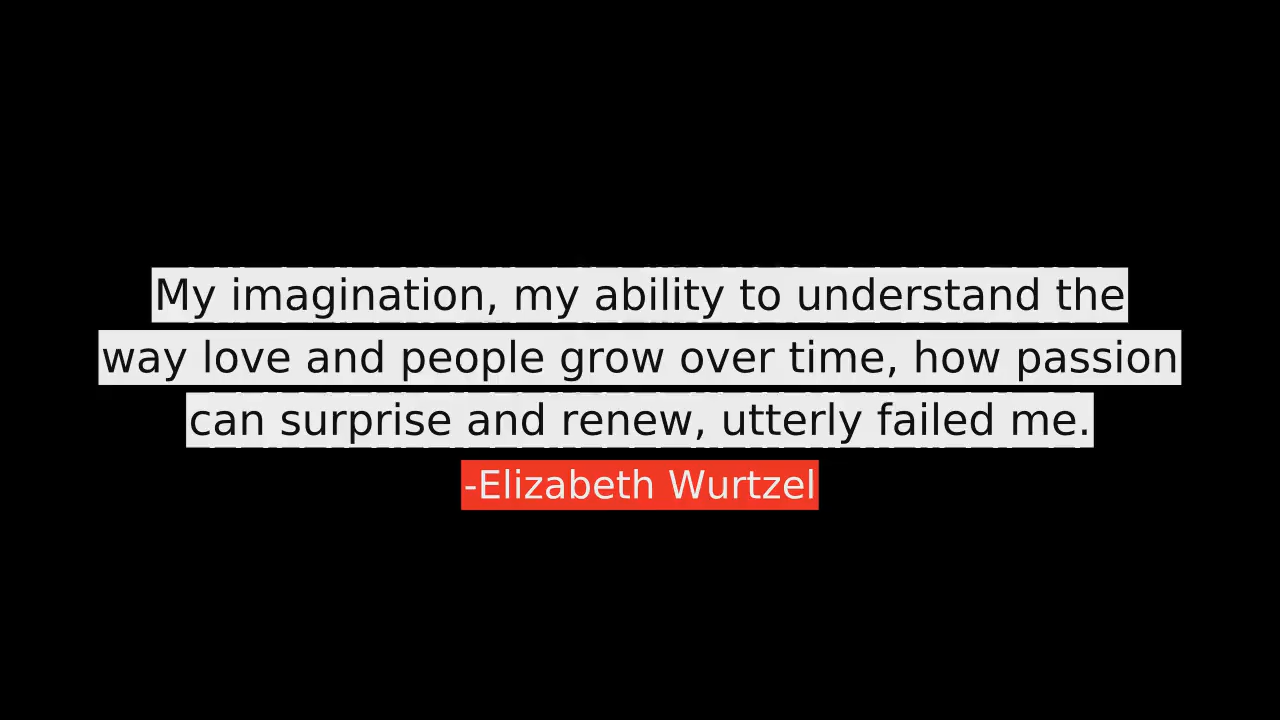 My imagination, my ability to understand the
way love and people grow over time, how passion
can surprise and renew, utterly failed me.
-Elizabeth Wurtzel